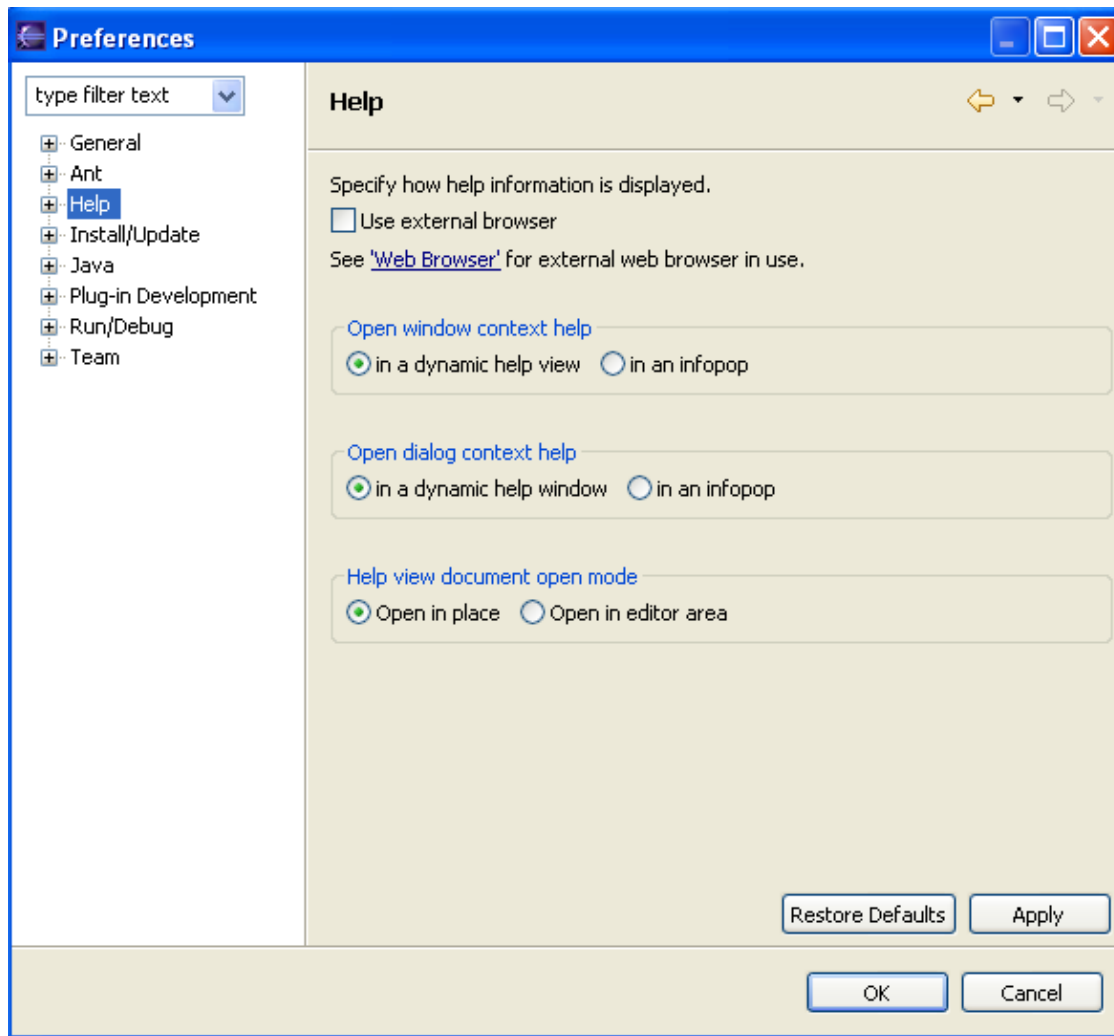 Preferences
type filter text
General
Ant
Help
Install/Update
Java
Plug-in Development
Run/Debug
Team
Help
Specify how help information is displayed.
Use external browser
See 'Web Browser' for external web browser in use.
Open window context help
in a dynamic help view in an infopop
Open dialog context help
in a dynamic help window in an infopop
Help view document open mode
Open in place Open in editor area
Restore Defaults Apply
OK Cancel